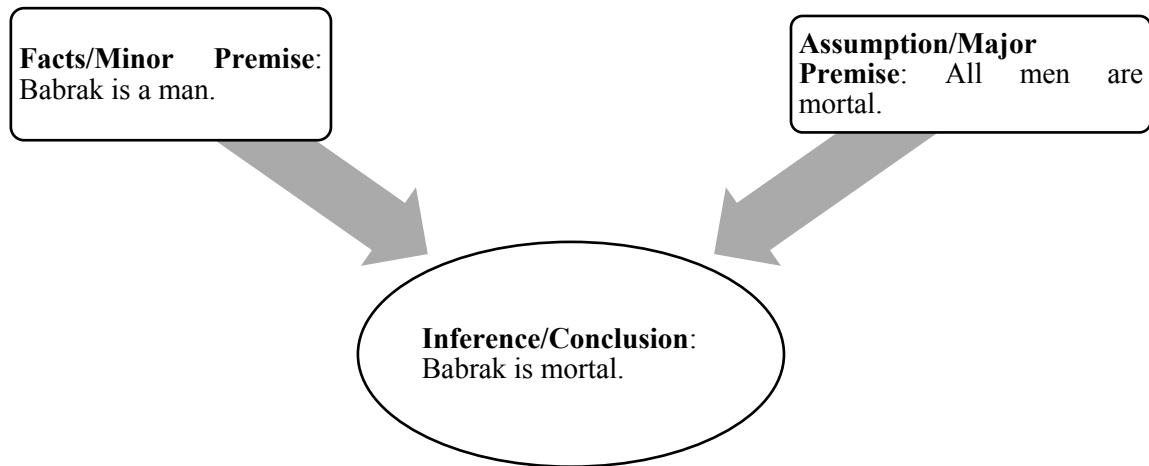 Facts/Minor Premise:
Babrak is a man.
Assumption/Major
Premise: All men are
mortal.
Inference/Conclusion:
Babrak is mortal.